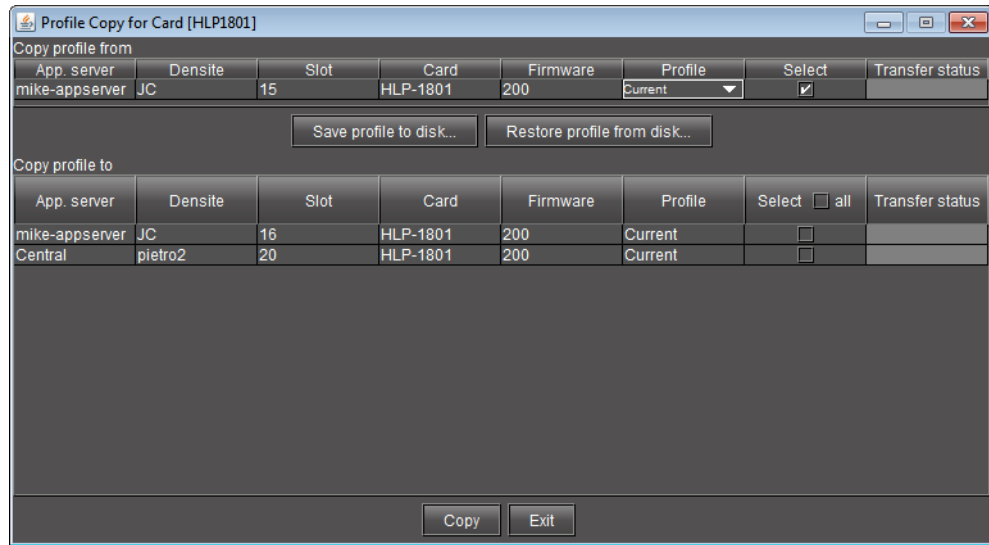 Profile Copy for Card [HLP1801]
Copy profile from
App. server Densite Slot Card Firmware Profile Select Transfer status
mike-appserver JC 15 HLP-1801 200 Current
Save profile to disk... Restore profile from disk...
Copy profile to
App. server Densite Slot Card Firmware Profile Select all Transfer status
mike-appserver JC 16 HLP-1801 200 Current
Central pietro2 20 HLP-1801 200 Current
Copy Exit